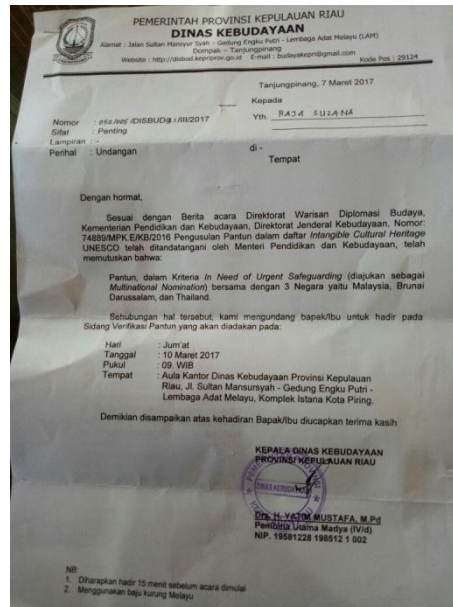 PEMERINTAH PROVINSI KEPULAUAN RIAU
DINAS KEBUDAYAAN
Alamat : Jalan Sultan Mansyur Syah - Gedung Engku Putri - Lembaga Adat Melayu (LAM)
Dompak – Tanjungpinang
Website : http://disbud.kepriprov.go.id E-mail : budayakepri@gmail.com
Kode Pos : 29124
Tanjungpinang, 7 Maret 2017
Kepada
Yth. RAJA SUZANA
Nomor : /DISBUD /III/2017
Sifat : Penting
Lampiran : -
Perihal : Undangan
di -
Tempat
Dengan hormat,
Sesuai dengan Berita acara Direktorat Warisan Diplomasi Budaya,
Kementerian Pendidikan dan Kebudayaan, Direktorat Jenderal Kebudayaan, Nomor:
74889/MPK.E/KB/2016 Pengusulan Pantun dalam daftar Intangible Cultural Heritage
UNESCO telah ditandatangani oleh Menteri Pendidikan dan Kebudayaan, telah
memutuskan bahwa:
Pantun, dalam Kriteria In Need of Urgent Safeguarding (diajukan sebagai
Multinational Nomination) bersama dengan 3 Negara yaitu Malaysia, Brunai
Darussalam, dan Thailand.
Sehubungan hal tersebut, kami mengundang bapak/Ibu untuk hadir pada
Sidang Verifikasi Pantun yang akan diadakan pada:
Hari : Jum'at
Tanggal : 10 Maret 2017
Pukul : 09. WIB
Tempat : Aula Kantor Dinas Kebudayaan Provinsi Kepulauan
Riau, Jl. Sultan Mansursyah - Gedung Engku Putri -
Lembaga Adat Melayu, Komplek Istana Kota Piring.
Demikian disampaikan atas kehadiran Bapak/Ibu diucapkan terima kasih
KEPALA DINAS KEBUDAYAAN
PROVINSI KEPULAUAN RIAU
DINAS KEBUDAYAAN
Drs. H. YATIM MUSTAFA, M.Pd
Pembina Utama Madya (IV/d)
NIP. 19581228 198512 1 002
NB:
1. Diharapkan hadir 15 menit sebelum acara dimulai
2. Menggunakan baju kurung Melayu